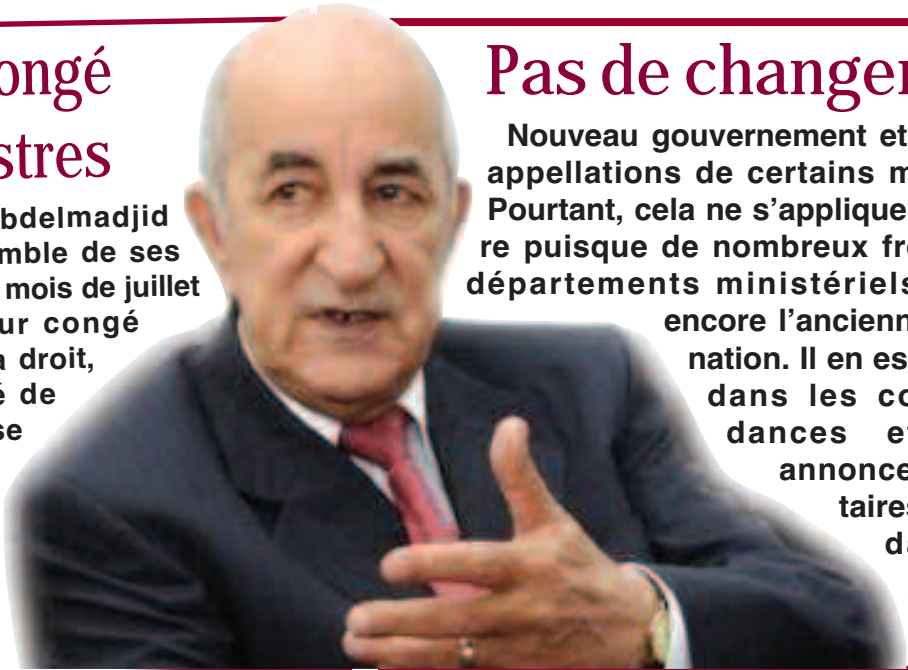 ongé
stres
bdelmadjid
mble de ses
mois de juillet
ur congé
a droit,
é de
se
Pas de changer
Nouveau gouvernement et
appellations de certains m
Pourtant, cela ne s’applique
re puisque de nombreux fr
départements ministériels
encore l’ancienn
nation. Il en es
dans les co
dances e
annonce
taires
da